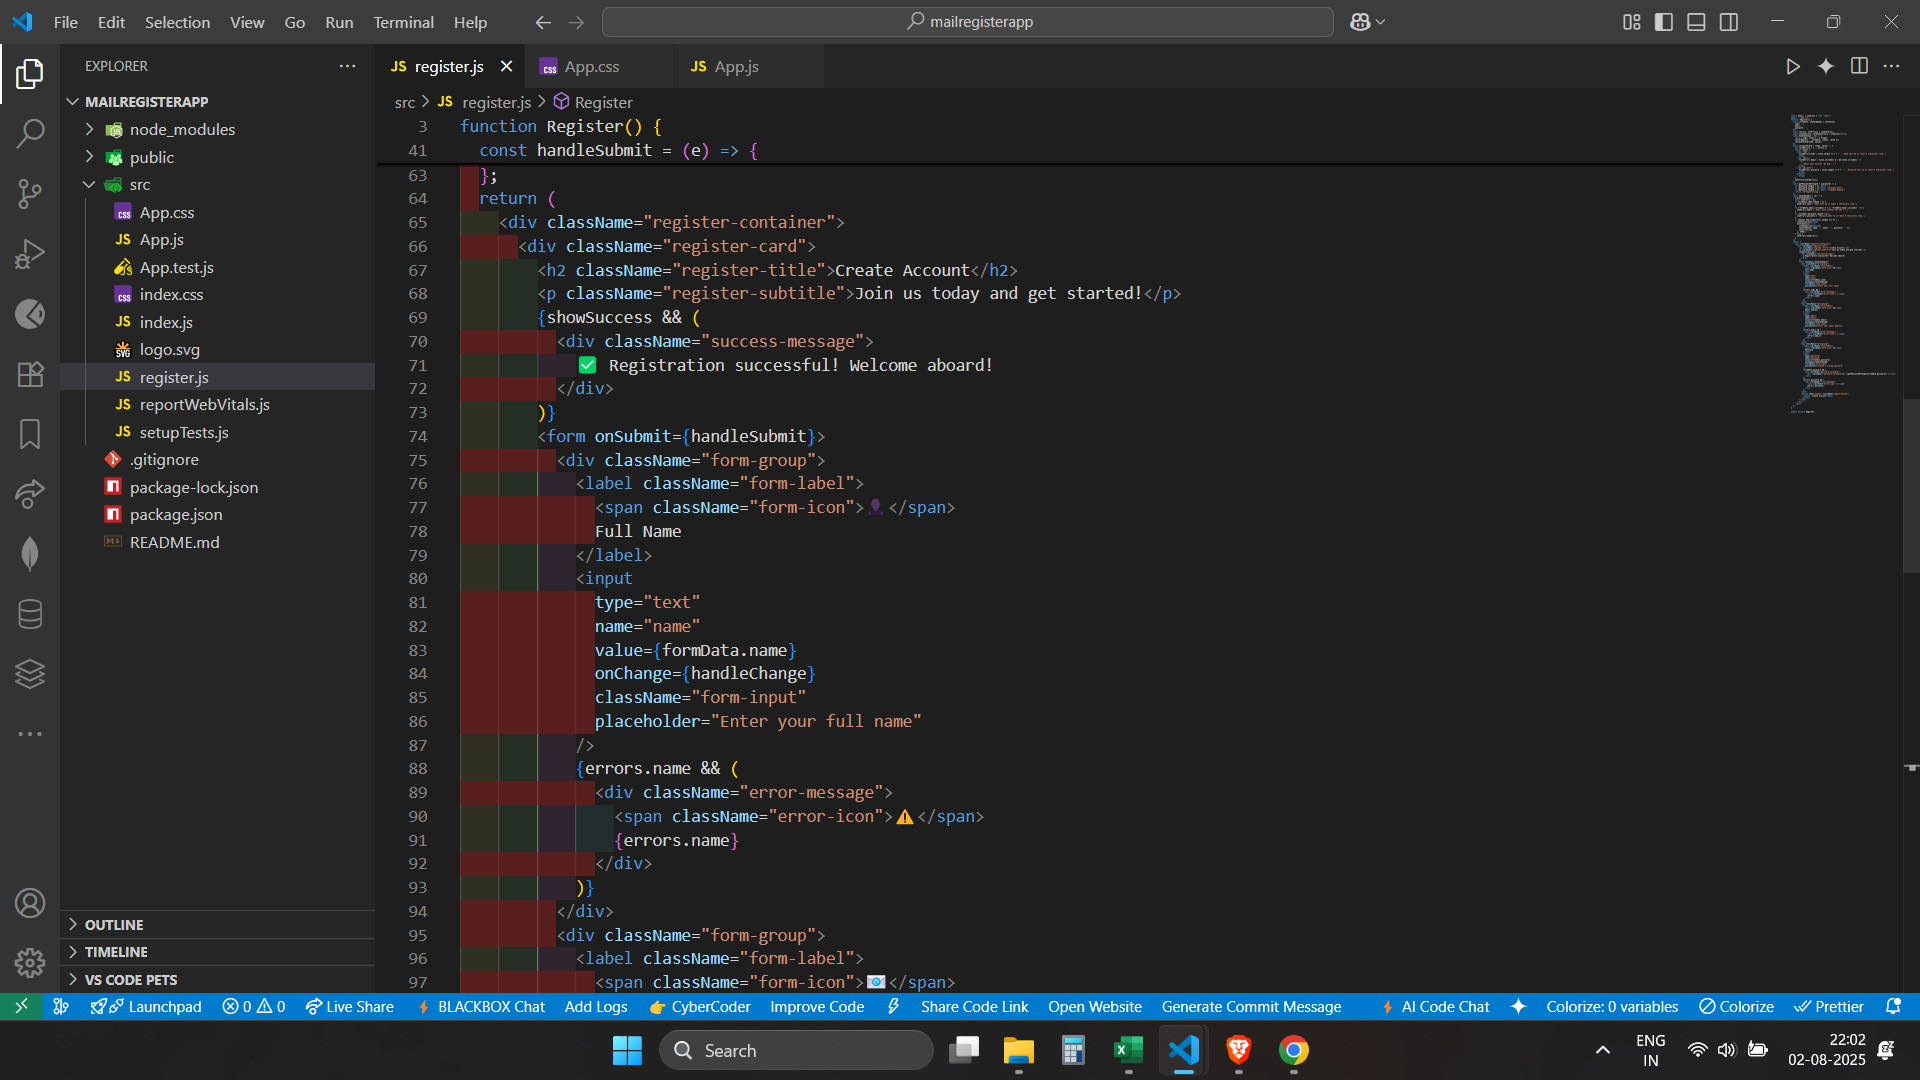 File Edit Selection View Go Run Terminal Help
mailregisterapp
EXPLORER
MAILREGISTERAPP
node_modules
public
src
App.css
App.js
App.test.js
index.css
index.js
logo.svg
register.js
reportWebVitals.js
setupTests.js
.gitignore
package-lock.json
package.json
README.md
OUTLINE
TIMELINE
VS CODE PETS
JS register.js App.css JS App.js
src > JS register.js > Register
3 function Register() {
41 const handleSubmit = (e) => {
63 };
64 return (
65 <div className="register-container">
66 <div className="register-card">
67 <h2 className="register-title">Create Account</h2>
68 <p className="register-subtitle">Join us today and get started!</p>
69 {showSuccess && (
70 <div className="success-message">
71 ✅ Registration successful! Welcome aboard!
72 </div>
73 )}
74 <form onSubmit={handleSubmit}>
75 <div className="form-group">
76 <label className="form-label">
77 <span className="form-icon">👤</span>
78 Full Name
79 </label>
80 <input
81 type="text"
82 name="name"
83 value={formData.name}
84 onChange={handleChange}
85 className="form-input"
86 placeholder="Enter your full name"
87 />
88 {errors.name && (
89 <div className="error-message">
90 <span className="error-icon">⚠️</span>
91 {errors.name}
92 </div>
93 )}
94 </div>
95 <div className="form-group">
96 <label className="form-label">
97 <span className="form-icon">📧</span>
Launchpad 0 0 Live Share BLACKBOX Chat Add Logs 👉 CyberCoder Improve Code Share Code Link Open Website Generate Commit Message AI Code Chat Colorize: 0 variables Colorize Prettier
Search
ENG
IN
22:02
02-08-2025